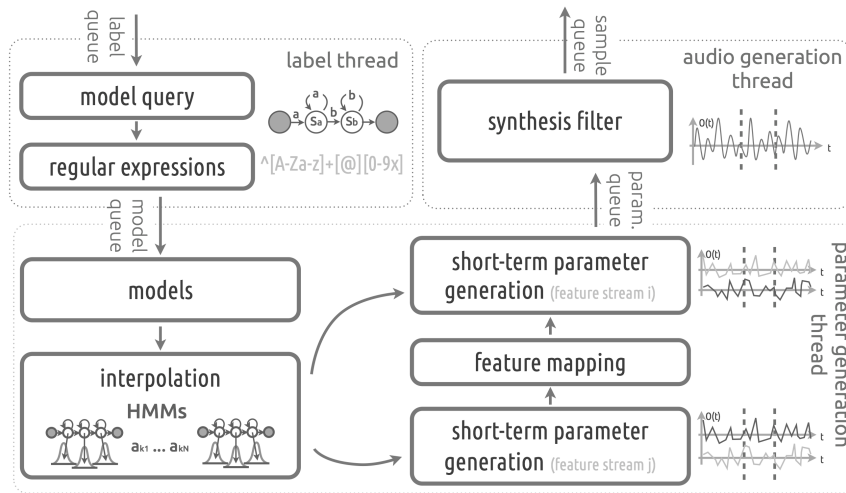 label
queue
label thread
model query
a
b
a
Sa
b
Sb
regular expressions
^[A-Za-z]+[@][0-9x]
model
queue
sample
queue
audio generation
thread
synthesis filter
O(t)
t
param.
queue
models
interpolation
HMMs
ak1 ... akN
short-term parameter
generation (feature stream i)
O(t)
t
t
feature mapping
short-term parameter
generation (feature stream j)
O(t)
t
t
parameter generation
thread